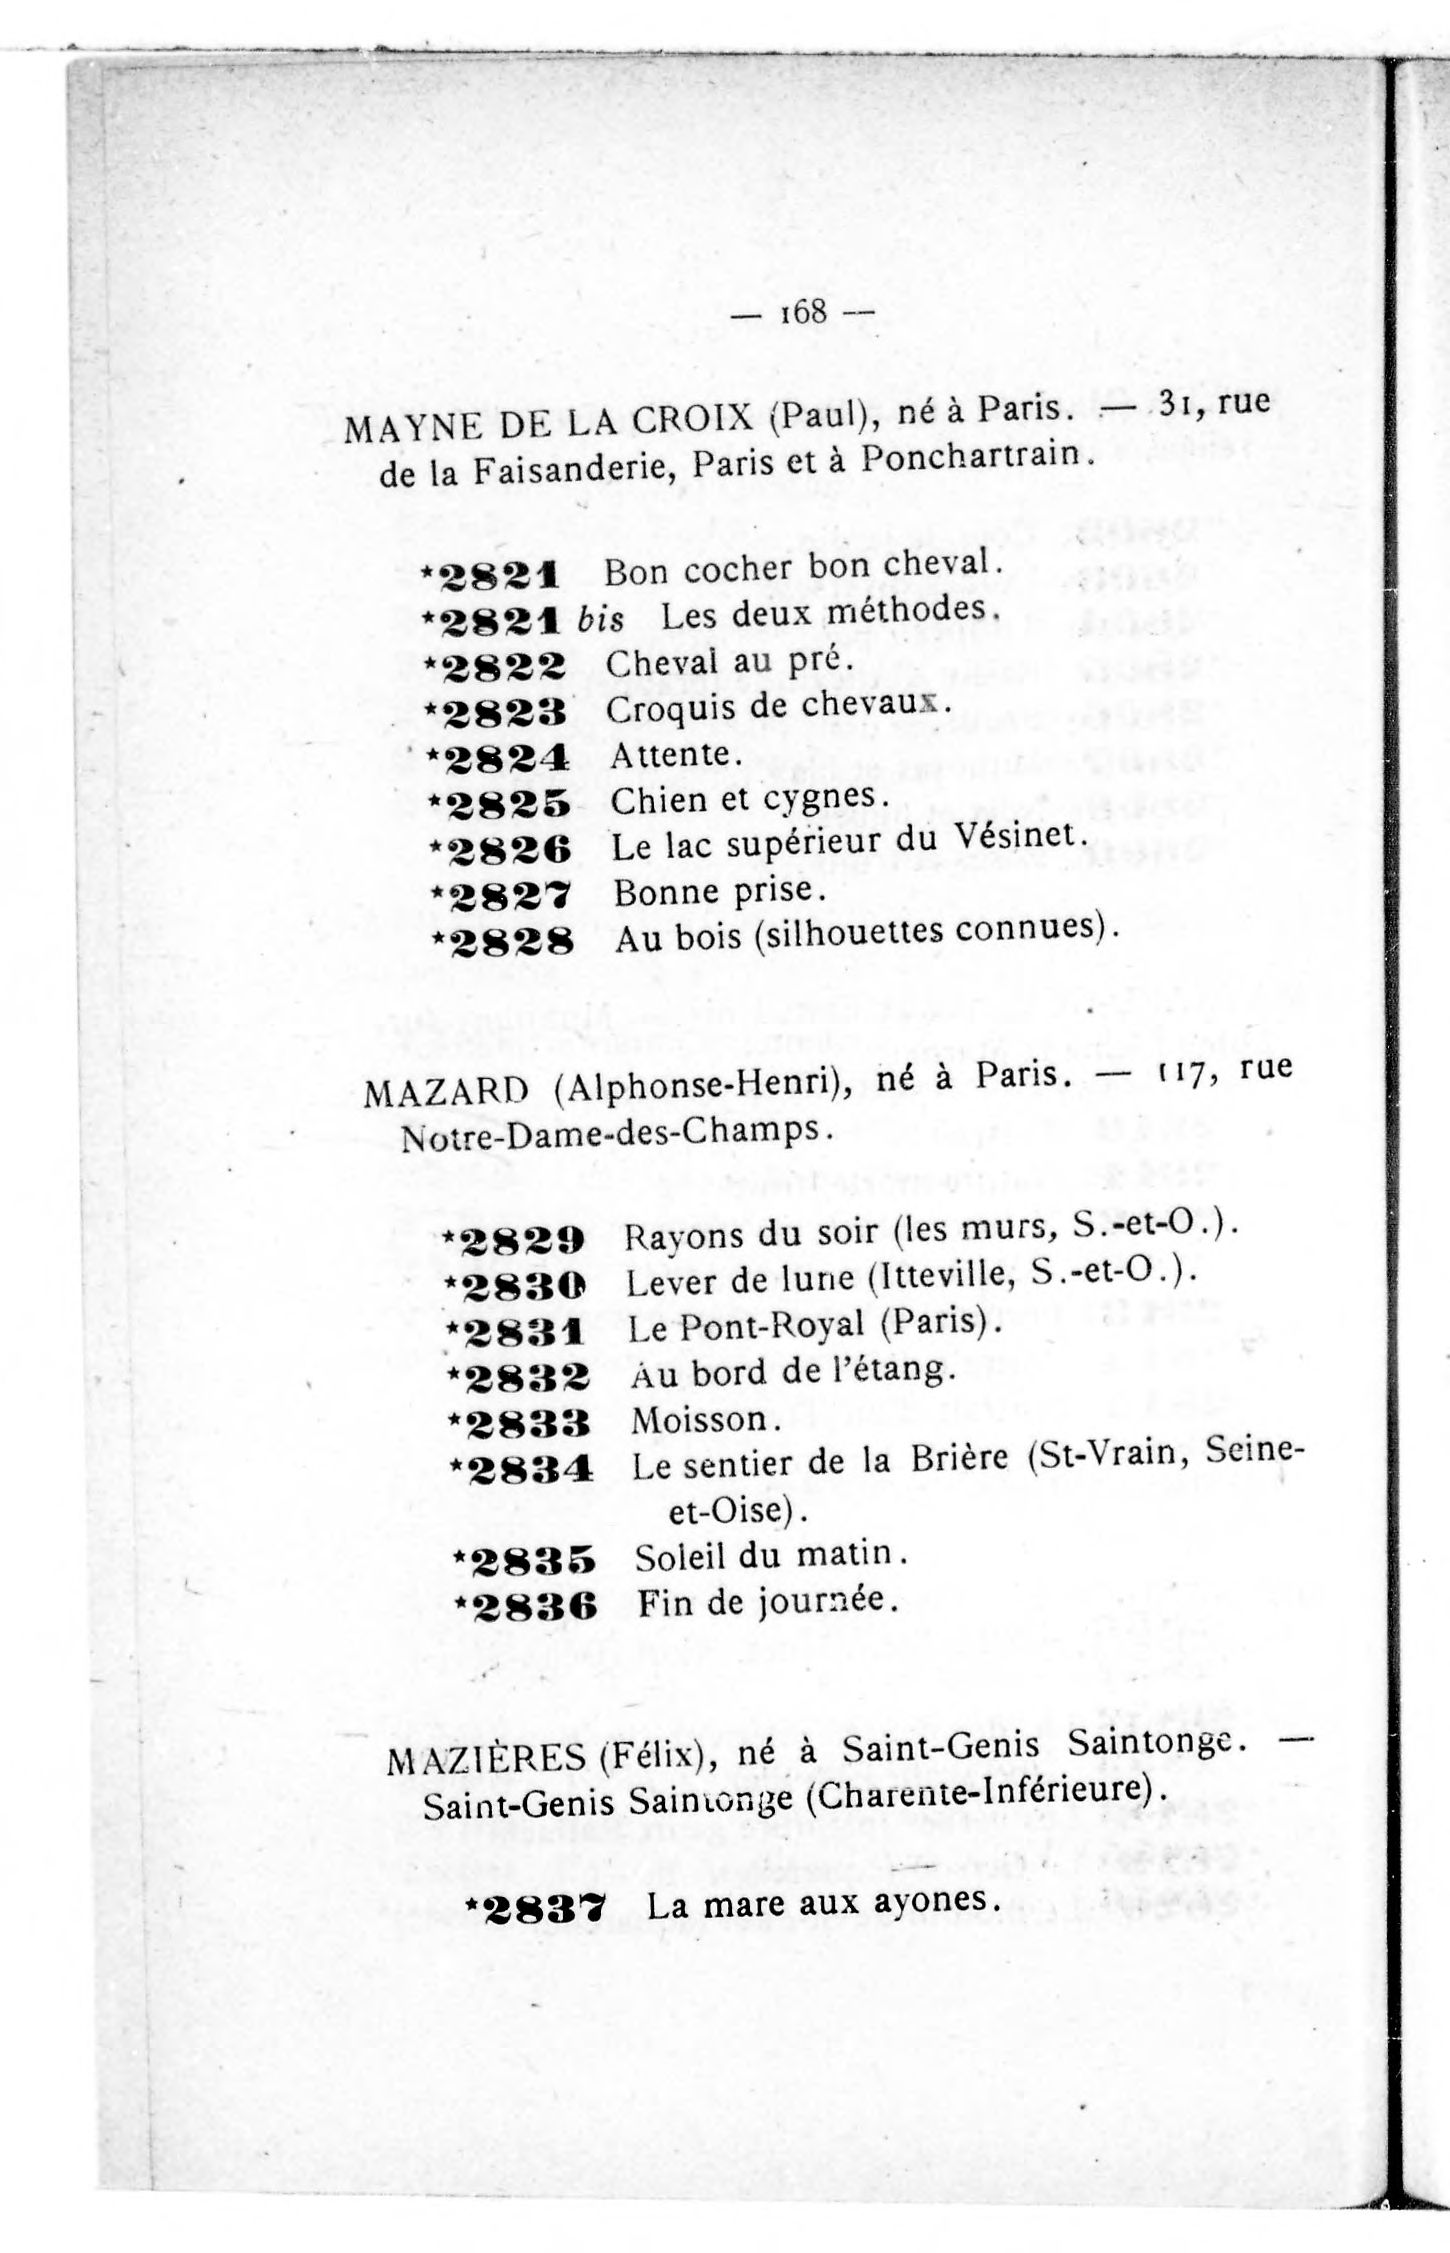 — 168 —
MAYNE DE LA CROIX (Paul), né à Paris. — 31, rue
de la Faisanderie, Paris et à Ponchartrain.
*2821 Bon cocher bon cheval.
*2821 bis Les deux méthodes.
*2822 Cheval au pré.
*2823 Croquis de chevaux.
*2824 Attente.
*2825 Chien et cygnes.
*2826 Le lac supérieur du Vésinet.
*2827 Bonne prise.
*2828 Au bois (silhouettes connues).
MAZARD (Alphonse-Henri), né à Paris. — 117, rue
Notre-Dame-des-Champs.
*2829 Rayons du soir (les murs, S.-et-O.).
*2830 Lever de lune (Itteville, S.-et-O.).
*2831 Le Pont-Royal (Paris).
*2832 Au bord de l'étang.
*2833 Moisson.
*2834 Le sentier de la Brière (St-Vrain, Seine-
et-Oise).
*2835 Soleil du matin.
*2836 Fin de journée.
MAZIÈRES (Félix), né à Saint-Genis Saintonge. —
Saint-Genis Saintonge (Charente-Inférieure).
*2837 La mare aux ayones.